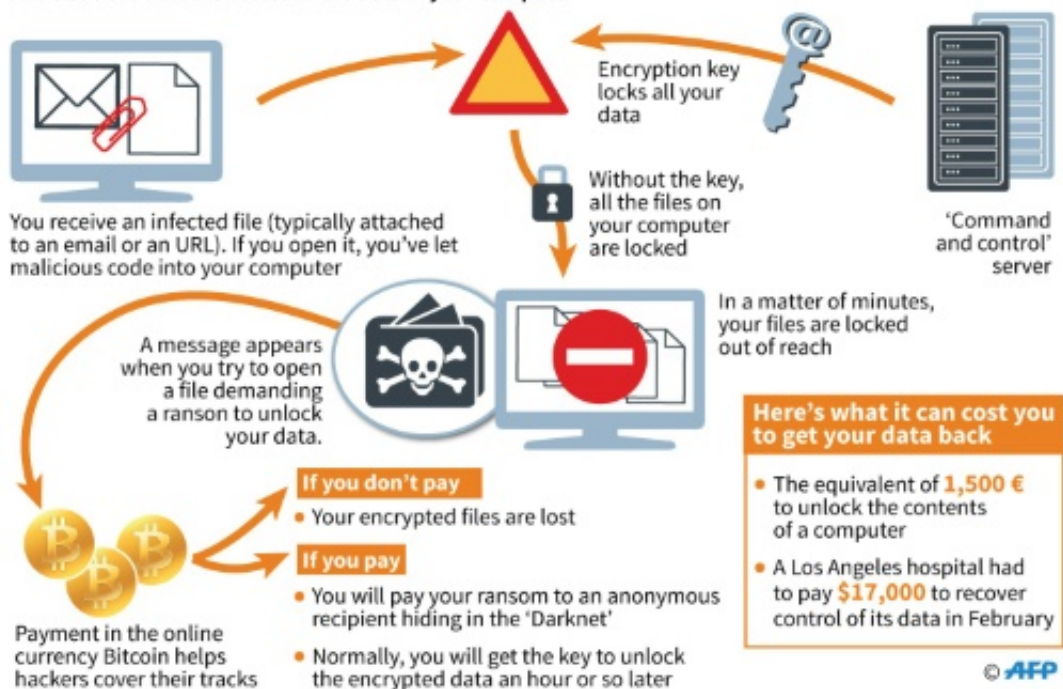 Encryption key
locks all your
data
Without the key,
all the files on
your computer
are locked
'Command
and control'
server
You receive an infected file (typically attached
to an email or an URL). If you open it, you've let
malicious code into your computer
In a matter of minutes,
your files are locked
out of reach
A message appears
when you try to open
a file demanding
a ranson to unlock
your data.
Here's what it can cost you
to get your data back
• The equivalent of 1,500 €
to unlock the contents
of a computer
• A Los Angeles hospital had
to pay $17,000 to recover
control of its data in February
If you don't pay
• Your encrypted files are lost
If you pay
• You will pay your ransom to an anonymous
recipient hiding in the 'Darknet'
• Normally, you will get the key to unlock
the encrypted data an hour or so later
Payment in the online
currency Bitcoin helps
hackers cover their tracks
© AFP